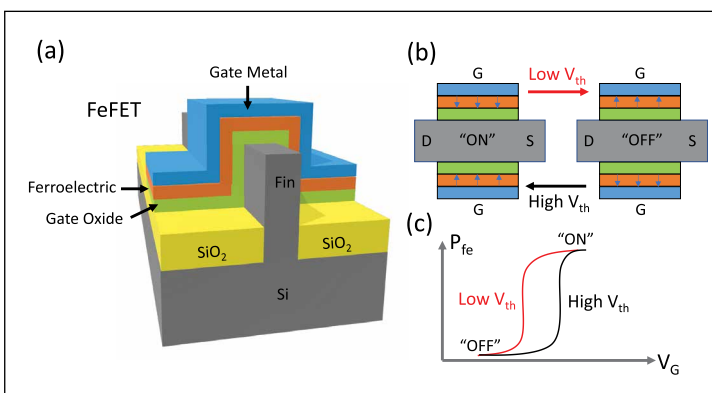 (a)
Gate Metal
FeFET
Ferroelectric
Gate Oxide
Fin
SiO2
SiO2
Si
(b)
G
Low Vth
G
D
"ON"
S
D
"OFF"
S
G
High Vth
G
(c)
Pfe
"ON"
Low Vth
High Vth
"OFF"
VG